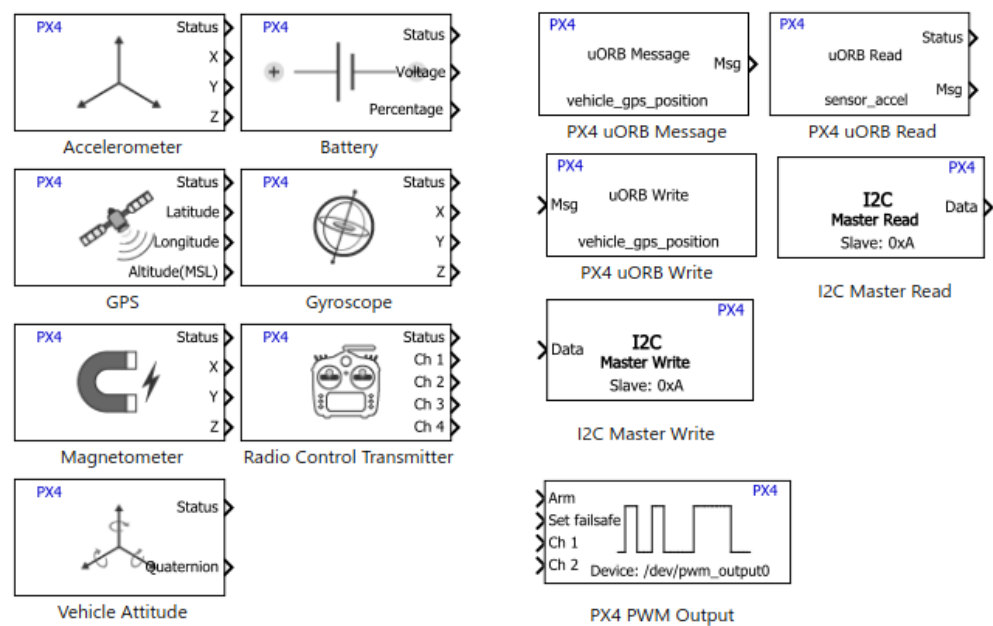 PX4
Status
X
Y
Z
Accelerometer
PX4
Status
Voltage
Percentage
Battery
PX4
uORB Message
Msg
vehicle_gps_position
PX4 uORB Message
PX4
Status
uORB Read
Msg
sensor_accel
PX4 uORB Read
PX4
Status
Latitude
Longitude
Altitude(MSL)
GPS
PX4
Status
X
Y
Z
Gyroscope
PX4
uORB Write
Msg
vehicle_gps_position
PX4 uORB Write
PX4
I2C
Master Read
Data
Slave: 0xA
I2C Master Read
PX4
Status
X
Y
Z
Magnetometer
PX4
Status
Ch 1
Ch 2
Ch 3
Ch 4
Radio Control Transmitter
PX4
I2C
Data
Master Write
Slave: 0xA
I2C Master Write
PX4
Status
Quaternion
Vehicle Attitude
PX4
Arm
Set failsafe
Ch 1
Ch 2
Device: /dev/pwm_output0
PX4 PWM Output